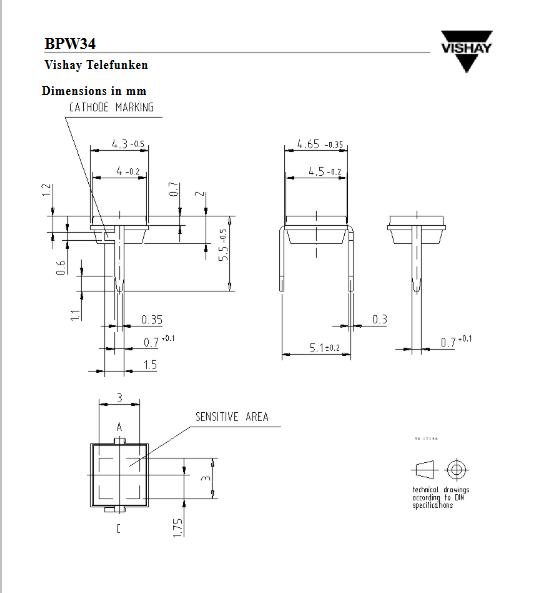 BPW34
VISHAY
Vishay Telefunken
Dimensions in mm
CATHODE MARKING
4.3 -0.5
4.65 -0.35
4 -0.2
4.5 -0.2
1.2
0.7
2
5.5 -0.5
0.6
1.1
0.35
0.3
0.7 +0.1
5.1±0.2
0.7 +0.1
1.5
3
SENSITIVE AREA
A
3
1.75
C
technical drawings
according to DIN
specifications